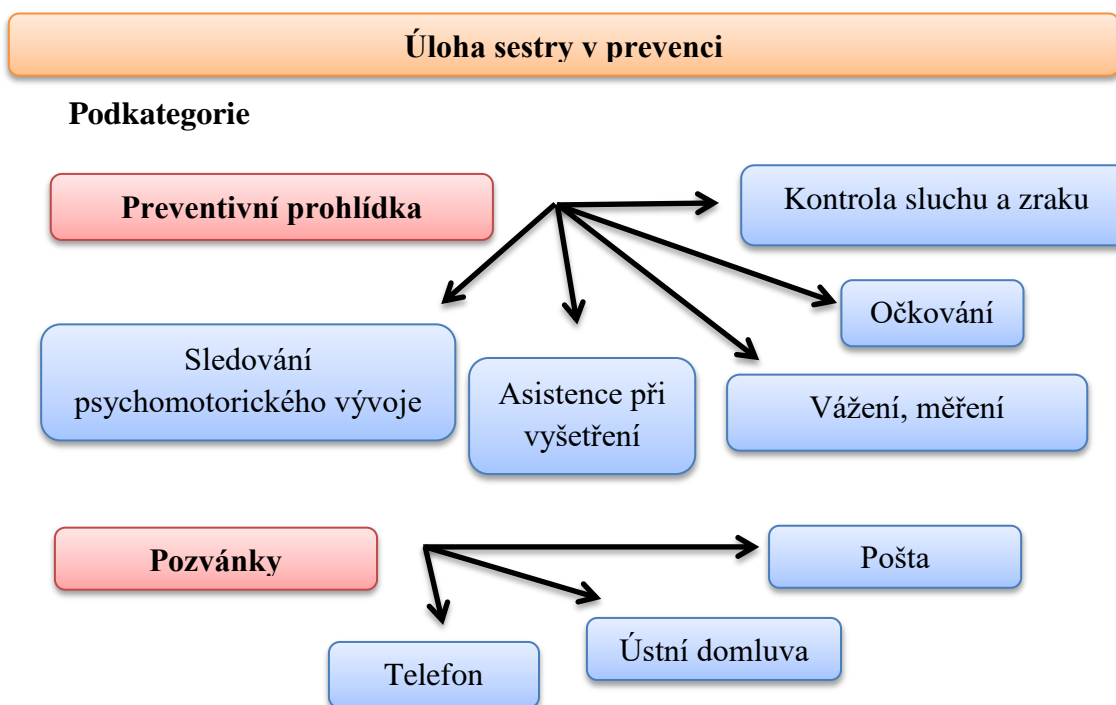 Úloha sestry v prevenci
Podkategorie
Preventivní prohlídka
Kontrola sluchu a zraku
Očkování
Sledování
psychomotorického vývoje
Asistence při
vyšetření
Vážení, měření
Pozvánky
Pošta
Ústní domluva
Telefon